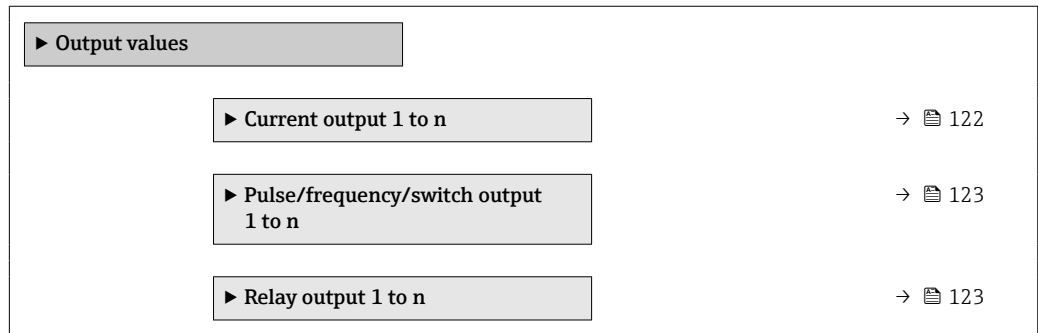 ▶ Output values
▶ Current output 1 to n → 122
▶ Pulse/frequency/switch output
1 to n → 123
▶ Relay output 1 to n → 123